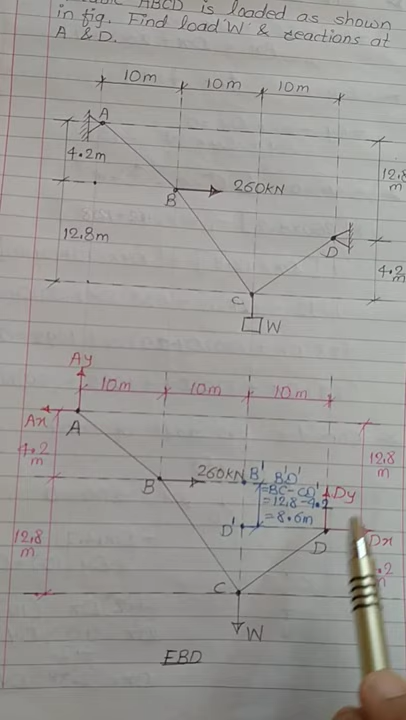 ABCD is loaded as shown
in fig. Find load 'W' & reactions at
A & D.
10m 10m 10m
A
4.2m
12.8
m
B
260KN
12.8m
D
4.2
C
W
Ay
10m 10m 10m
Ax
A
4.2
m
12.8
m
260KN B' B'D'
B
=BC-CD'
=12.8-4.2
=8.6m
Dy
12.8
m
D'
D
Dx
C
W
FBD